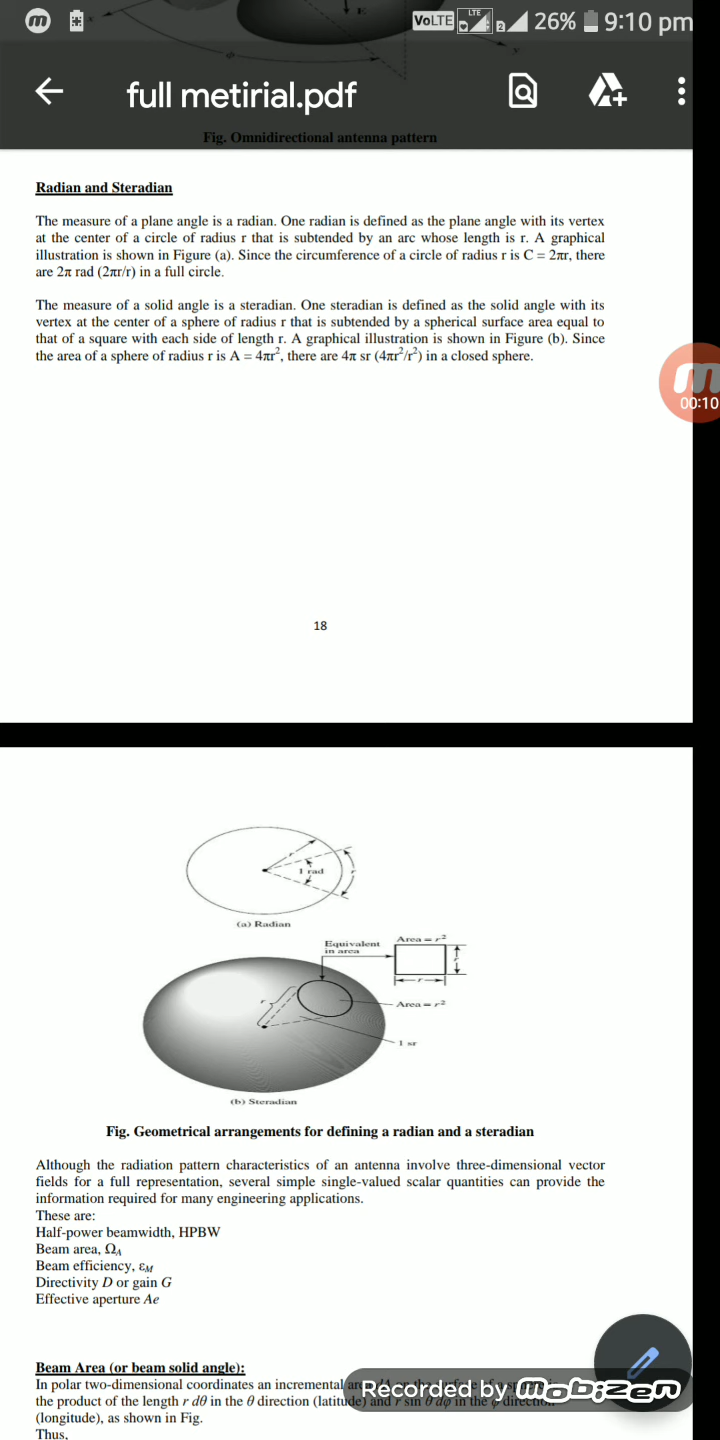 VoLTE LTE 2 26% 9:10 pm
full metirial.pdf
Fig. Omnidirectional antenna pattern
Radian and Steradian
The measure of a plane angle is a radian. One radian is defined as the plane angle with its vertex
at the center of a circle of radius r that is subtended by an arc whose length is r. A graphical
illustration is shown in Figure (a). Since the circumference of a circle of radius r is C = 2πr, there
are 2π rad (2πr/r) in a full circle.
The measure of a solid angle is a steradian. One steradian is defined as the solid angle with its
vertex at the center of a sphere of radius r that is subtended by a spherical surface area equal to
that of a square with each side of length r. A graphical illustration is shown in Figure (b). Since
the area of a sphere of radius r is A = 4πr², there are 4π sr (4πr²/r²) in a closed sphere.
00:10
18
r
1 rad
r
(a) Radian
Area = r²
Equivalent
in area
r
r
r
Area = r²
1 sr
(b) Steradian
Fig. Geometrical arrangements for defining a radian and a steradian
Although the radiation pattern characteristics of an antenna involve three-dimensional vector
fields for a full representation, several simple single-valued scalar quantities can provide the
information required for many engineering applications.
These are:
Half-power beamwidth, HPBW
Beam area, Ω_A
Beam efficiency, ε_M
Directivity D or gain G
Effective aperture Ae
Beam Area (or beam solid angle):
In polar two-dimensional coordinates an incremental
the product of the length r dθ in the θ direction (latitude) and r sin θ dφ in the φ direction
(longitude), as shown in Fig.
Thus,
Recorded by mobizen